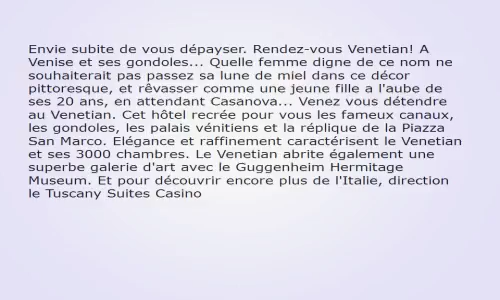 Envie subite de vous dépayser. Rendez-vous Venetian! A
Venise et ses gondoles... Quelle femme digne de ce nom ne
souhaiterait pas passez sa lune de miel dans ce décor
pittoresque, et rêvasser comme une jeune fille a l'aube de
ses 20 ans, en attendant Casanova... Venez vous détendre
au Venetian. Cet hôtel recrée pour vous les fameux canaux,
les gondoles, les palais vénitiens et la réplique de la Piazza
San Marco. Elégance et raffinement caractérisent le Venetian
et ses 3000 chambres. Le Venetian abrite également une
superbe galerie d'art avec le Guggenheim Hermitage
Museum. Et pour découvrir encore plus de l'Italie, direction
le Tuscany Suites Casino